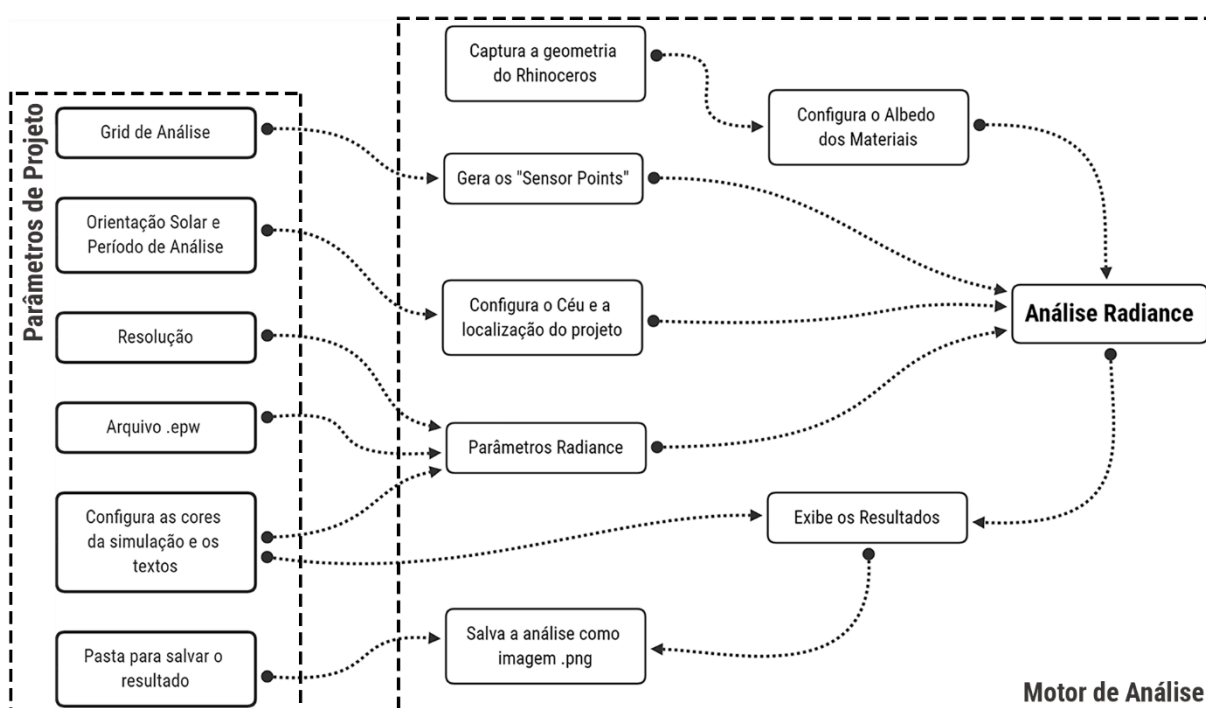 Parâmetros de Projeto
Grid de Análise
Orientação Solar e
Período de Análise
Resolução
Arquivo .epw
Configura as cores
da simulação e os
textos
Pasta para salvar o
resultado
Captura a geometria
do Rhinoceros
Configura o Albedo
dos Materiais
Gera os "Sensor Points"
Configura o Céu e a
localização do projeto
Análise Radiance
Parâmetros Radiance
Exibe os Resultados
Salva a análise como
imagem .png
Motor de Análise